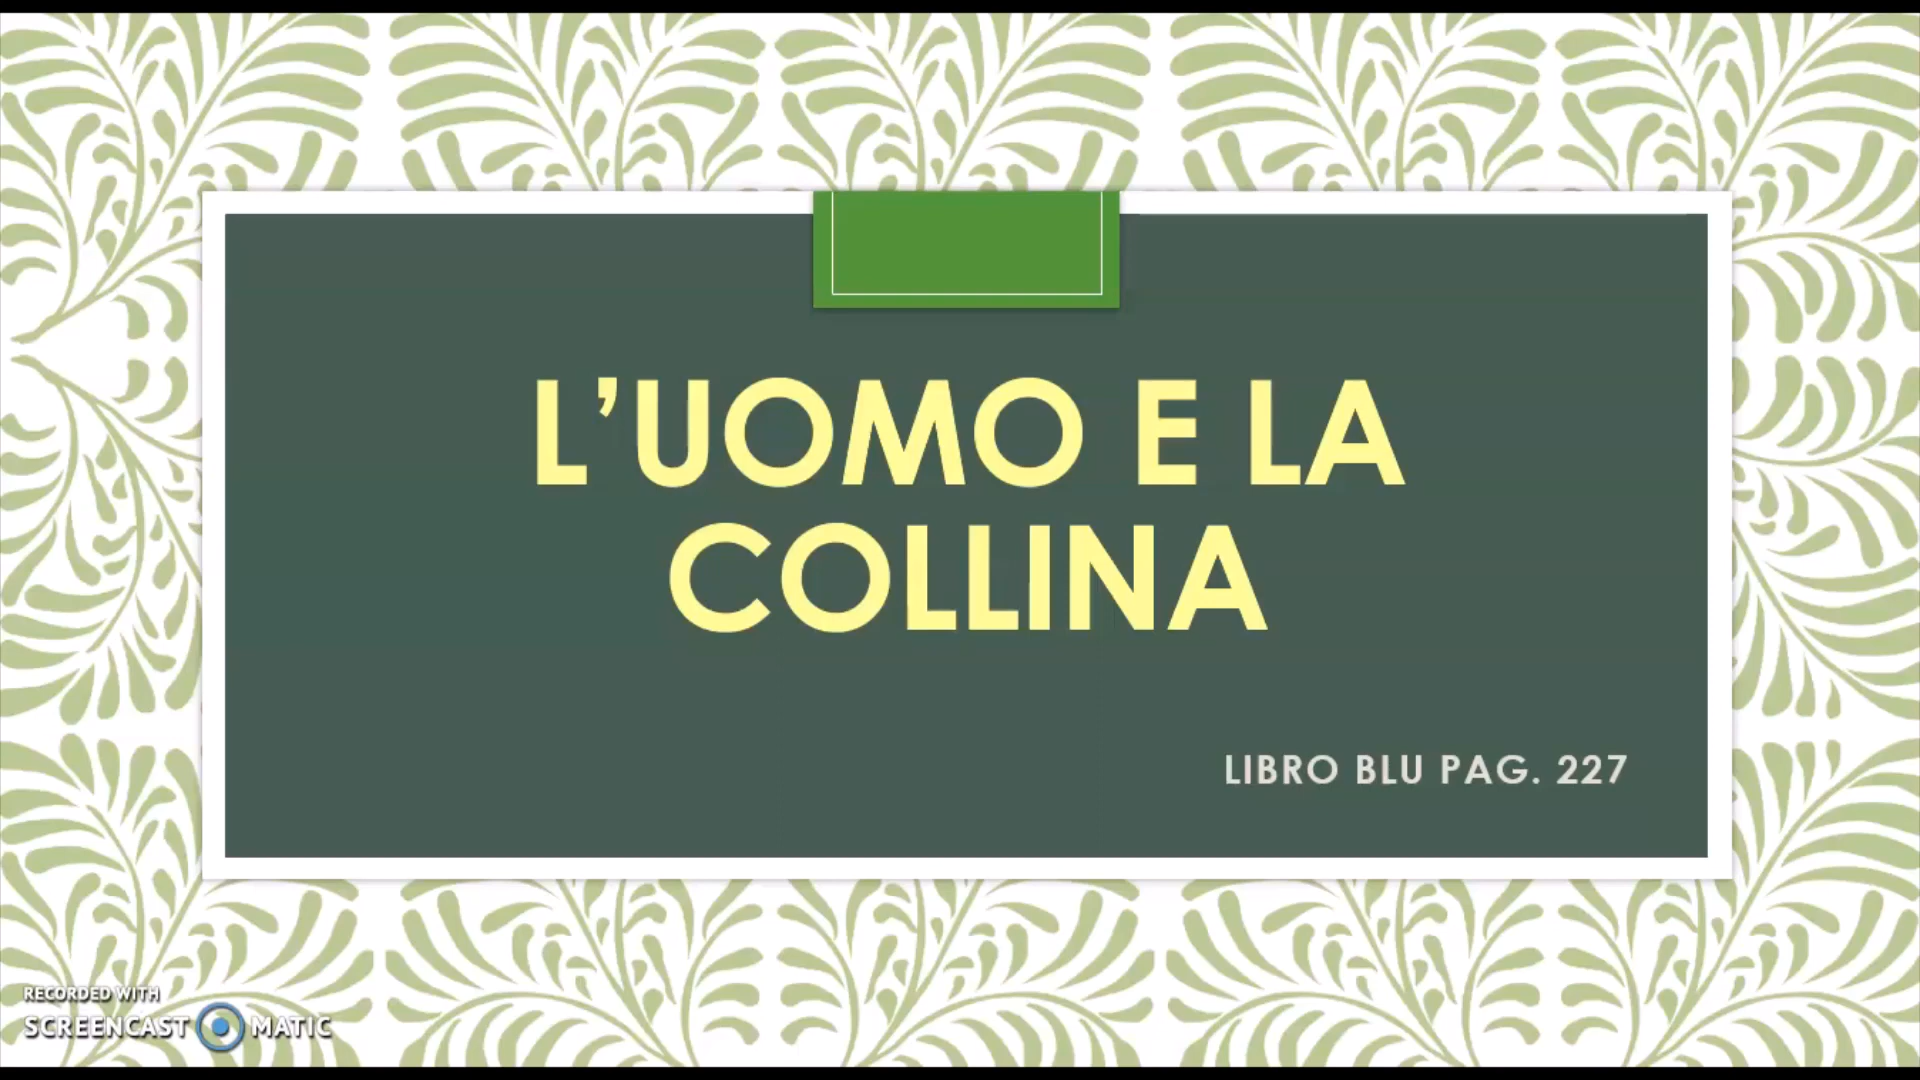 L’UOMO E LA
COLLINA
LIBRO BLU PAG. 227
RECORDED WITH
SCREENCAST MATIC